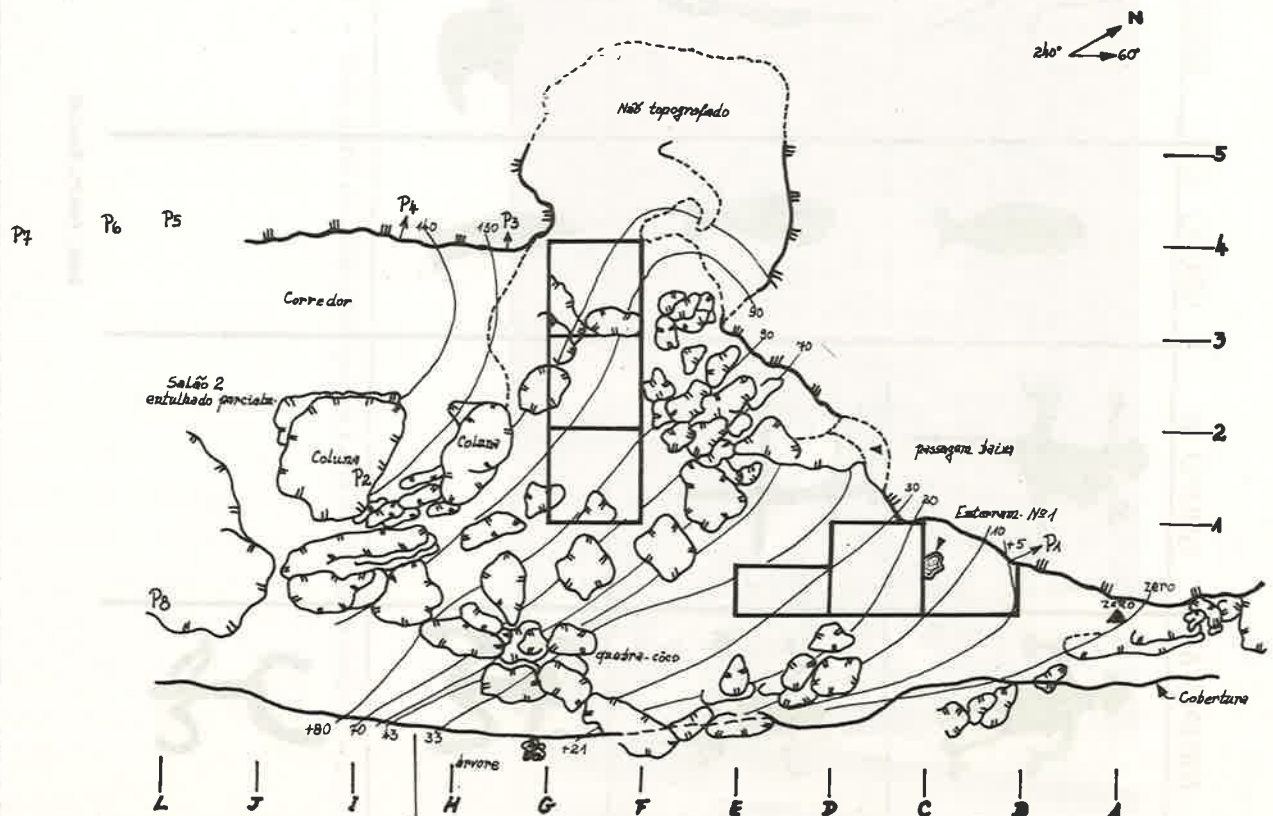 N
240° 60°
Não topografado
5
P7
P6
P5
P4
140
130
P3
4
Corredor
90
3
90
70
Salão 2
entulhado parcialm.
2
Coluna
Coluna
P2
passagem baixa
30
20
Enterram. Nº1
1
10
+5
P1
P8
zero
zero
quebra-côco
Cobertura
+80
70
43
33
+21
árvore
L
J
I
H
G
F
E
D
C
B
A